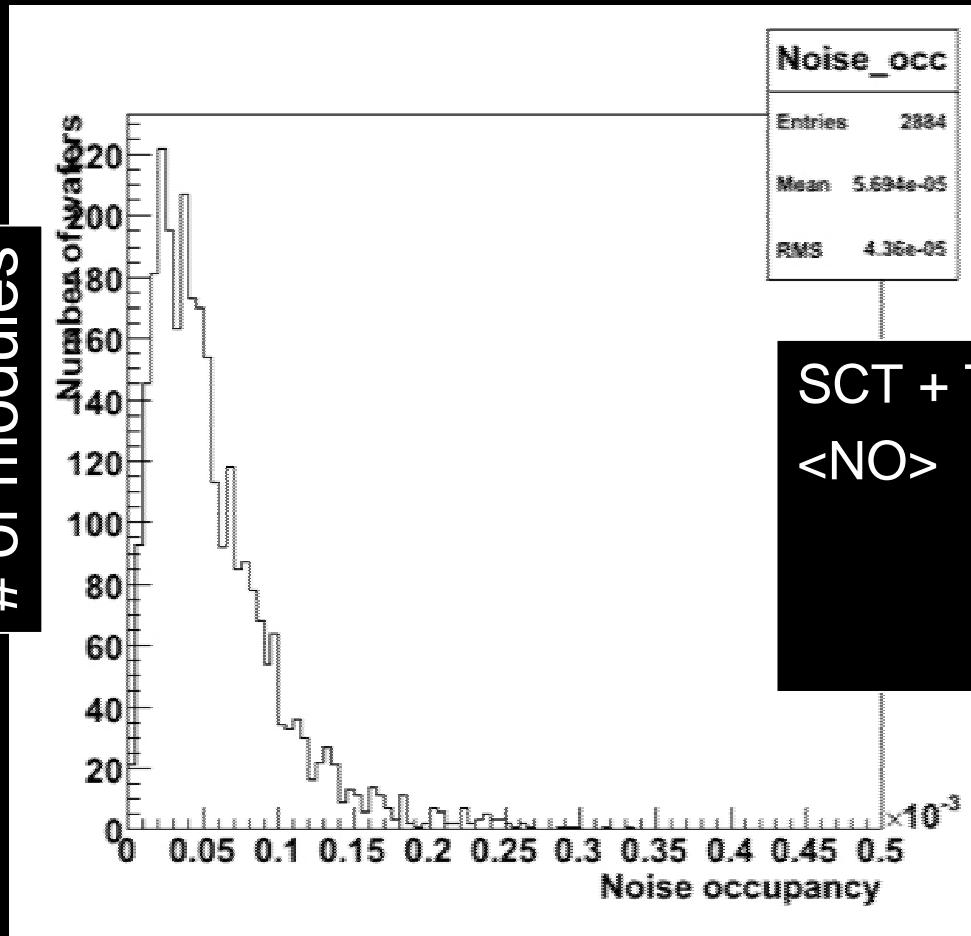 Noise_occ
Entries 2884
Mean 5.694e-05
RMS 4.36e-05
# of modules
Number of wafers
220
200
180
160
140
120
100
80
60
40
20
0
SCT +
<NO>
0 0.05 0.1 0.15 0.2 0.25 0.3 0.35 0.4 0.45 0.5
×10-3
Noise occupancy